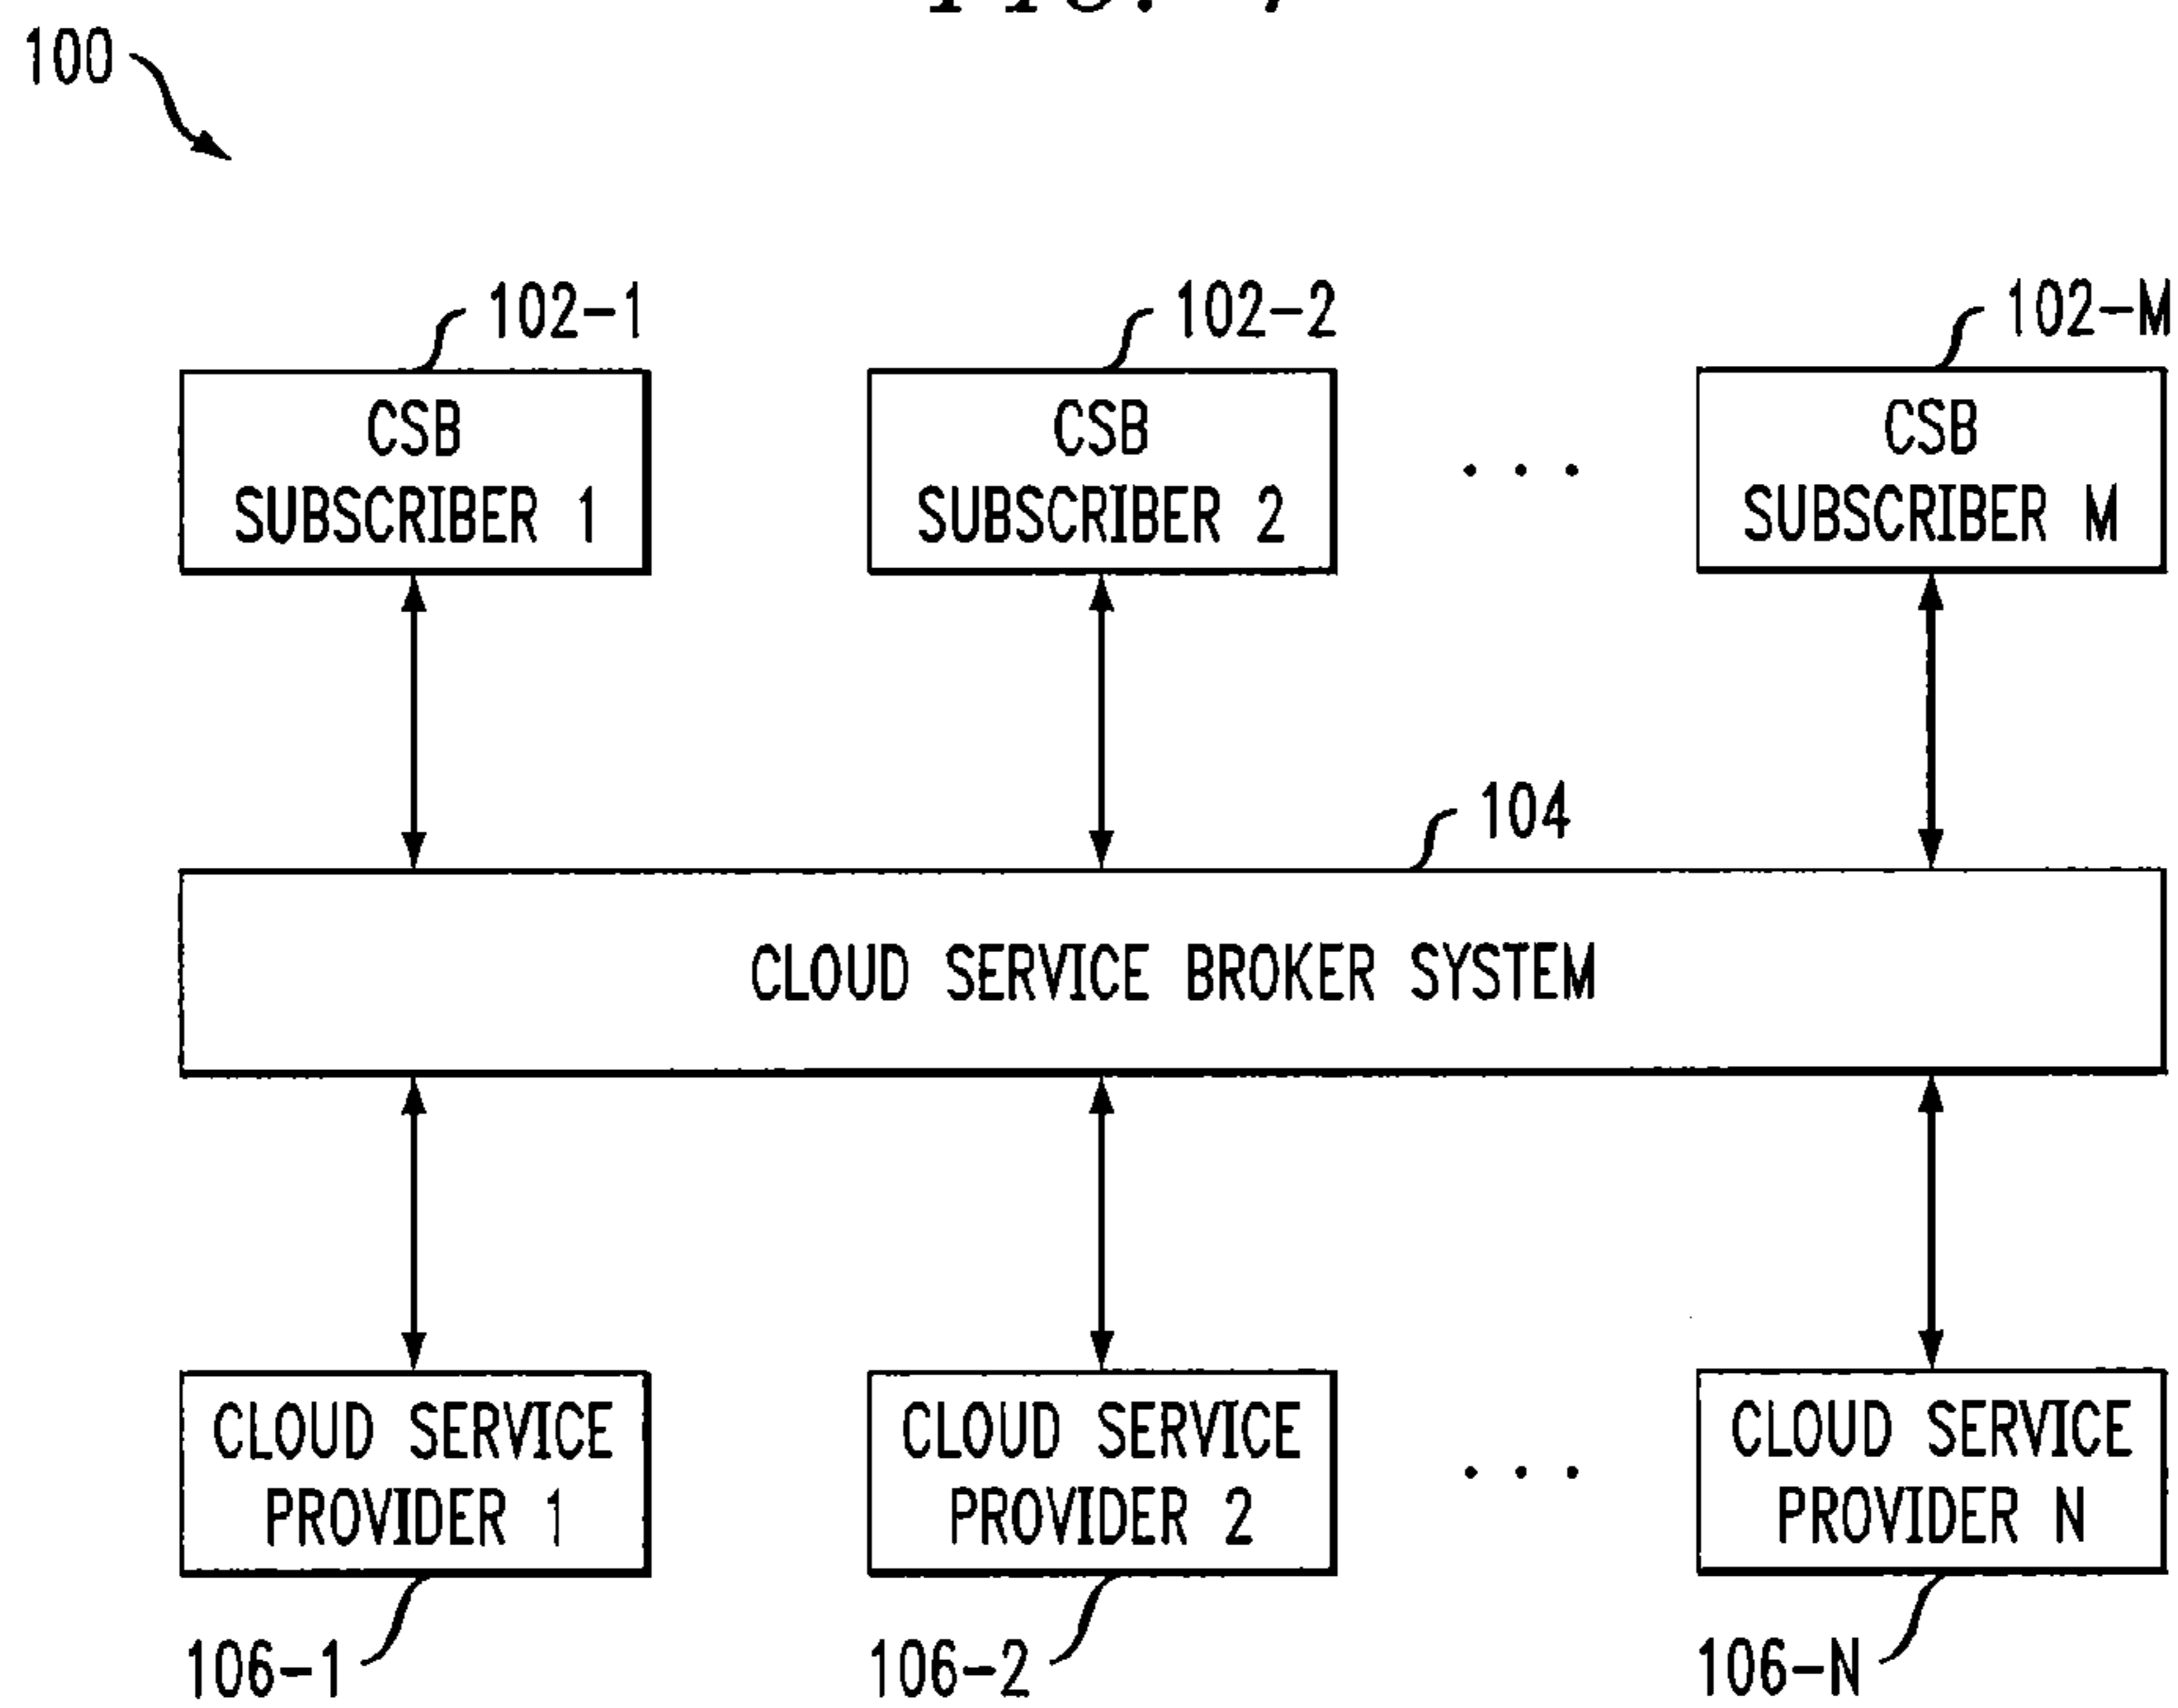 100
102-1
102-2
102-M
CSB
SUBSCRIBER 1
CSB
SUBSCRIBER 2
. . .
CSB
SUBSCRIBER M
104
CLOUD SERVICE BROKER SYSTEM
CLOUD SERVICE
PROVIDER 1
CLOUD SERVICE
PROVIDER 2
. . .
CLOUD SERVICE
PROVIDER N
106-1
106-2
106-N